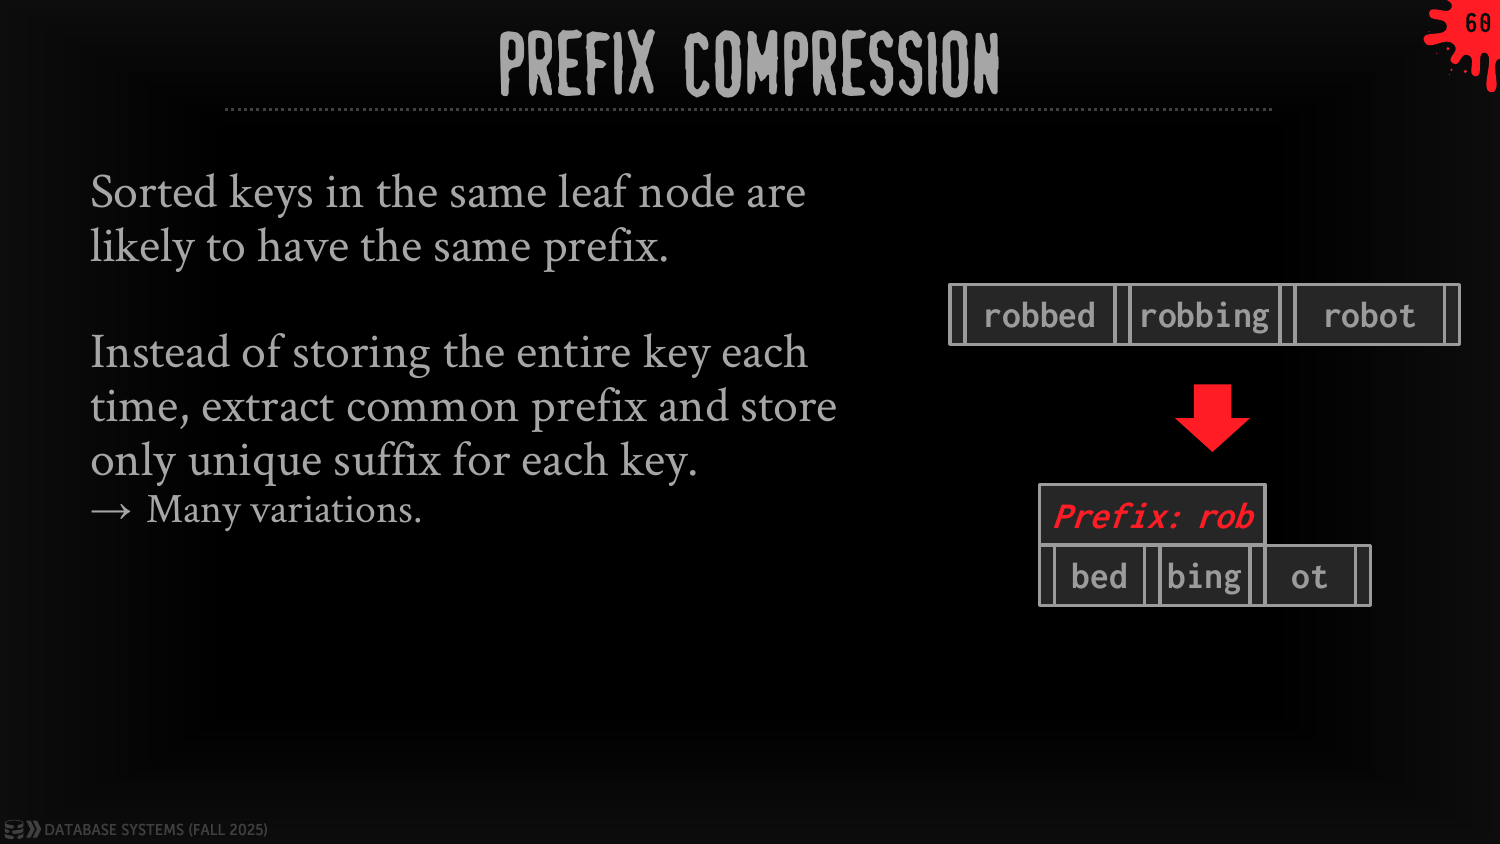 60
PREFIX COMPRESSION
Sorted keys in the same leaf node are
likely to have the same prefix.
Instead of storing the entire key each
time, extract common prefix and store
only unique suffix for each key.
→ Many variations.
robbed robbing robot
Prefix: rob
bed bing ot
DATABASE SYSTEMS (FALL 2025)